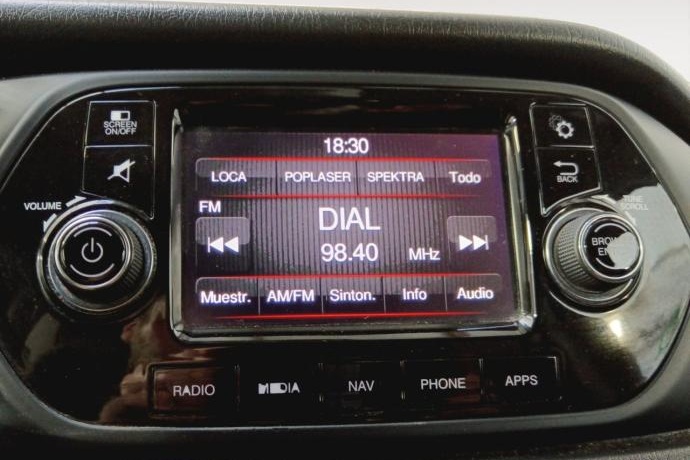 SCREEN
ON/OFF
18:30
LOCA POPLASER SPEKTRA Todo
BACK
VOLUME
FM
DIAL
98.40 MHz
TUNE
SCROLL
Muestr. AM/FM Sinton. Info Audio
RADIO MEDIA NAV PHONE APPS